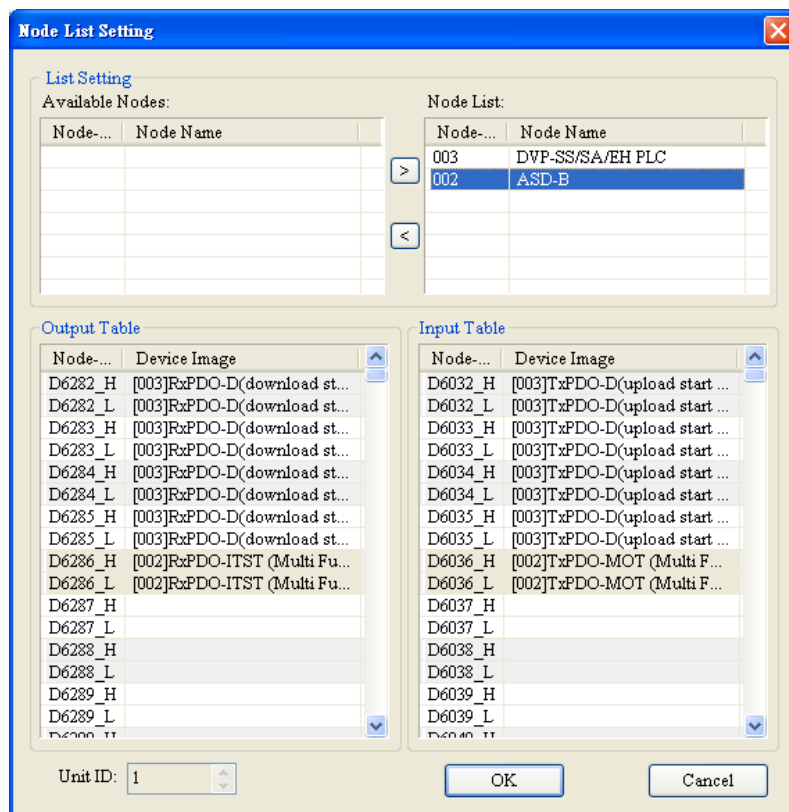 Node List Setting
List Setting
Available Nodes:
Node-... Node Name
Node List:
Node-... Node Name
003 DVP-SS/SA/EH PLC
002 ASD-B
>
<
Output Table
Node-... Device Image
D6282_H [003]RxPDO-D(download st...
D6282_L [003]RxPDO-D(download st...
D6283_H [003]RxPDO-D(download st...
D6283_L [003]RxPDO-D(download st...
D6284_H [003]RxPDO-D(download st...
D6284_L [003]RxPDO-D(download st...
D6285_H [003]RxPDO-D(download st...
D6285_L [003]RxPDO-D(download st...
D6286_H [002]RxPDO-ITST (Multi Fu...
D6286_L [002]RxPDO-ITST (Multi Fu...
D6287_H
D6287_L
D6288_H
D6288_L
D6289_H
D6289_L
Input Table
Node-... Device Image
D6032_H [003]TxPDO-D(upload start ...
D6032_L [003]TxPDO-D(upload start ...
D6033_H [003]TxPDO-D(upload start ...
D6033_L [003]TxPDO-D(upload start ...
D6034_H [003]TxPDO-D(upload start ...
D6034_L [003]TxPDO-D(upload start ...
D6035_H [003]TxPDO-D(upload start ...
D6035_L [003]TxPDO-D(upload start ...
D6036_H [002]TxPDO-MOT (Multi F...
D6036_L [002]TxPDO-MOT (Multi F...
D6037_H
D6037_L
D6038_H
D6038_L
D6039_H
D6039_L
Unit ID: 1
OK
Cancel